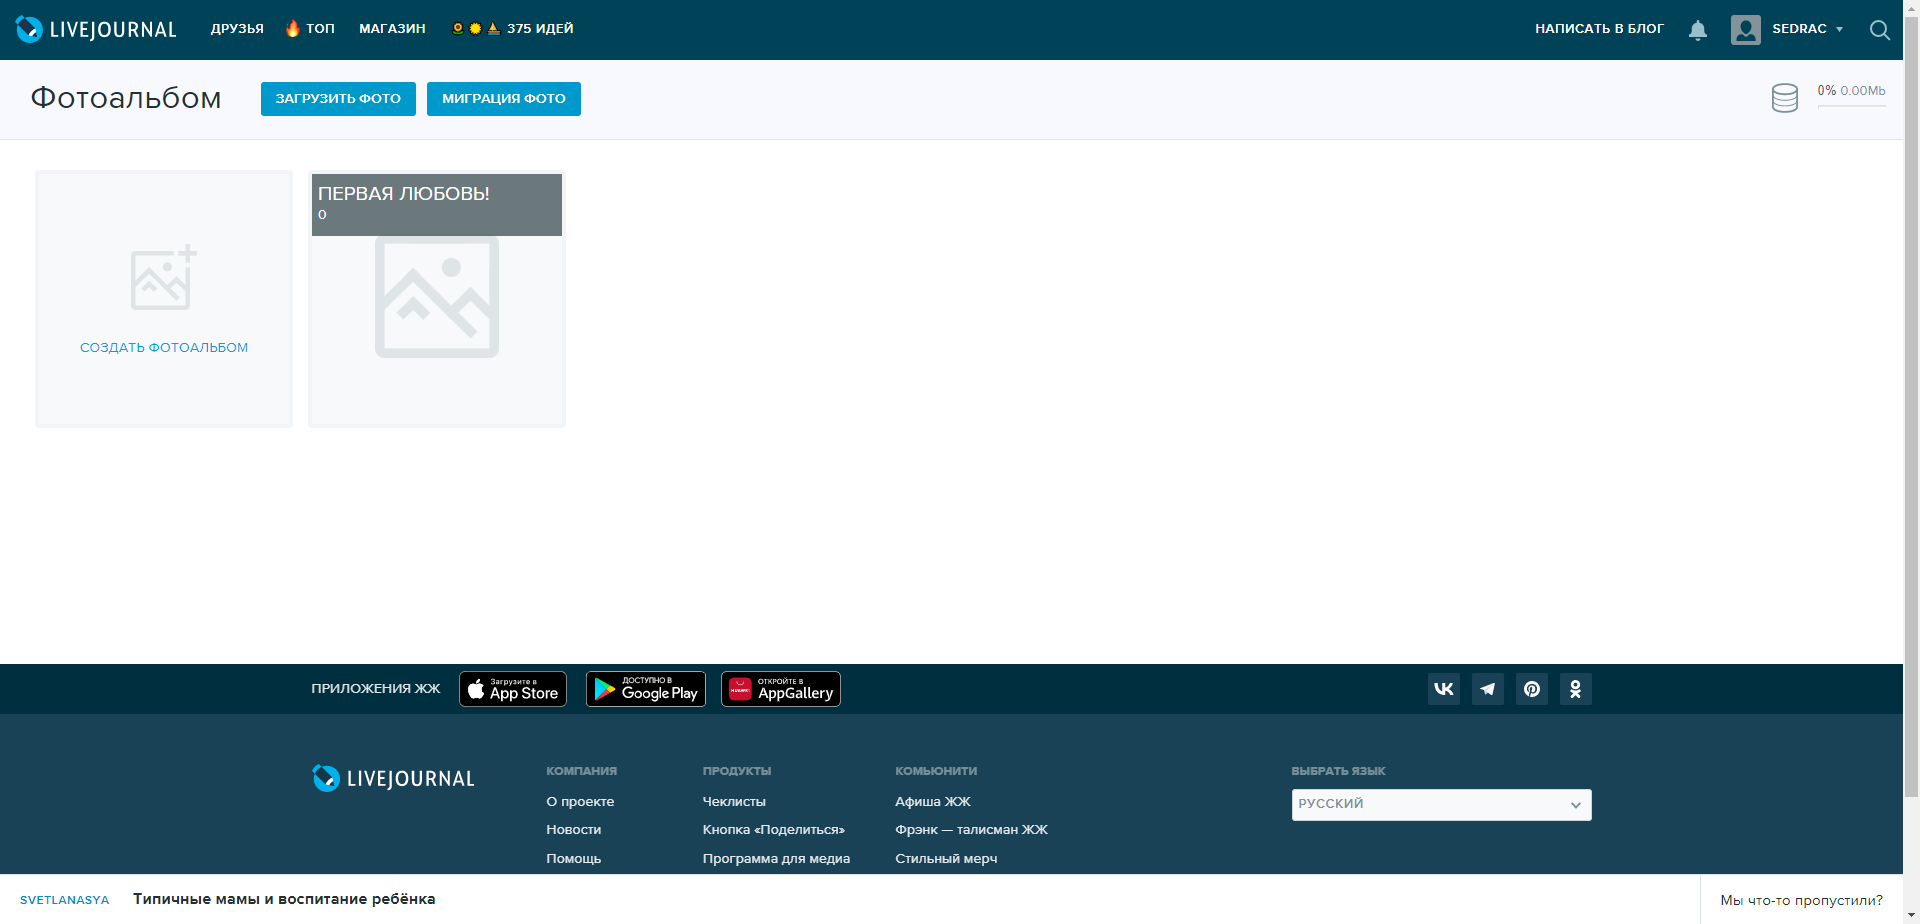 LIVEJOURNAL ДРУЗЬЯ ТОП МАГАЗИН 375 ИДЕЙ НАПИСАТЬ В БЛОГ SEDRAC
Фотоальбом ЗАГРУЗИТЬ ФОТО МИГРАЦИЯ ФОТО 0% 0.00Mb
СОЗДАТЬ ФОТОАЛЬБОМ
ПЕРВАЯ ЛЮБОВЬ!
0
ПРИЛОЖЕНИЯ ЖЖ
Загрузите в
App Store
ДОСТУПНО В
Google Play
HUAWEI
ОТКРОЙТЕ В
AppGallery
LIVEJOURNAL
КОМПАНИЯ
О проекте
Новости
Помощь
ПРОДУКТЫ
Чеклисты
Кнопка «Поделиться»
Программа для медиа
КОМЬЮНИТИ
Афиша ЖЖ
Фрэнк — талисман ЖЖ
Стильный мерч
ВЫБРАТЬ ЯЗЫК
РУССКИЙ
SVETLANASYA Типичные мамы и воспитание ребёнка Мы что-то пропустили?